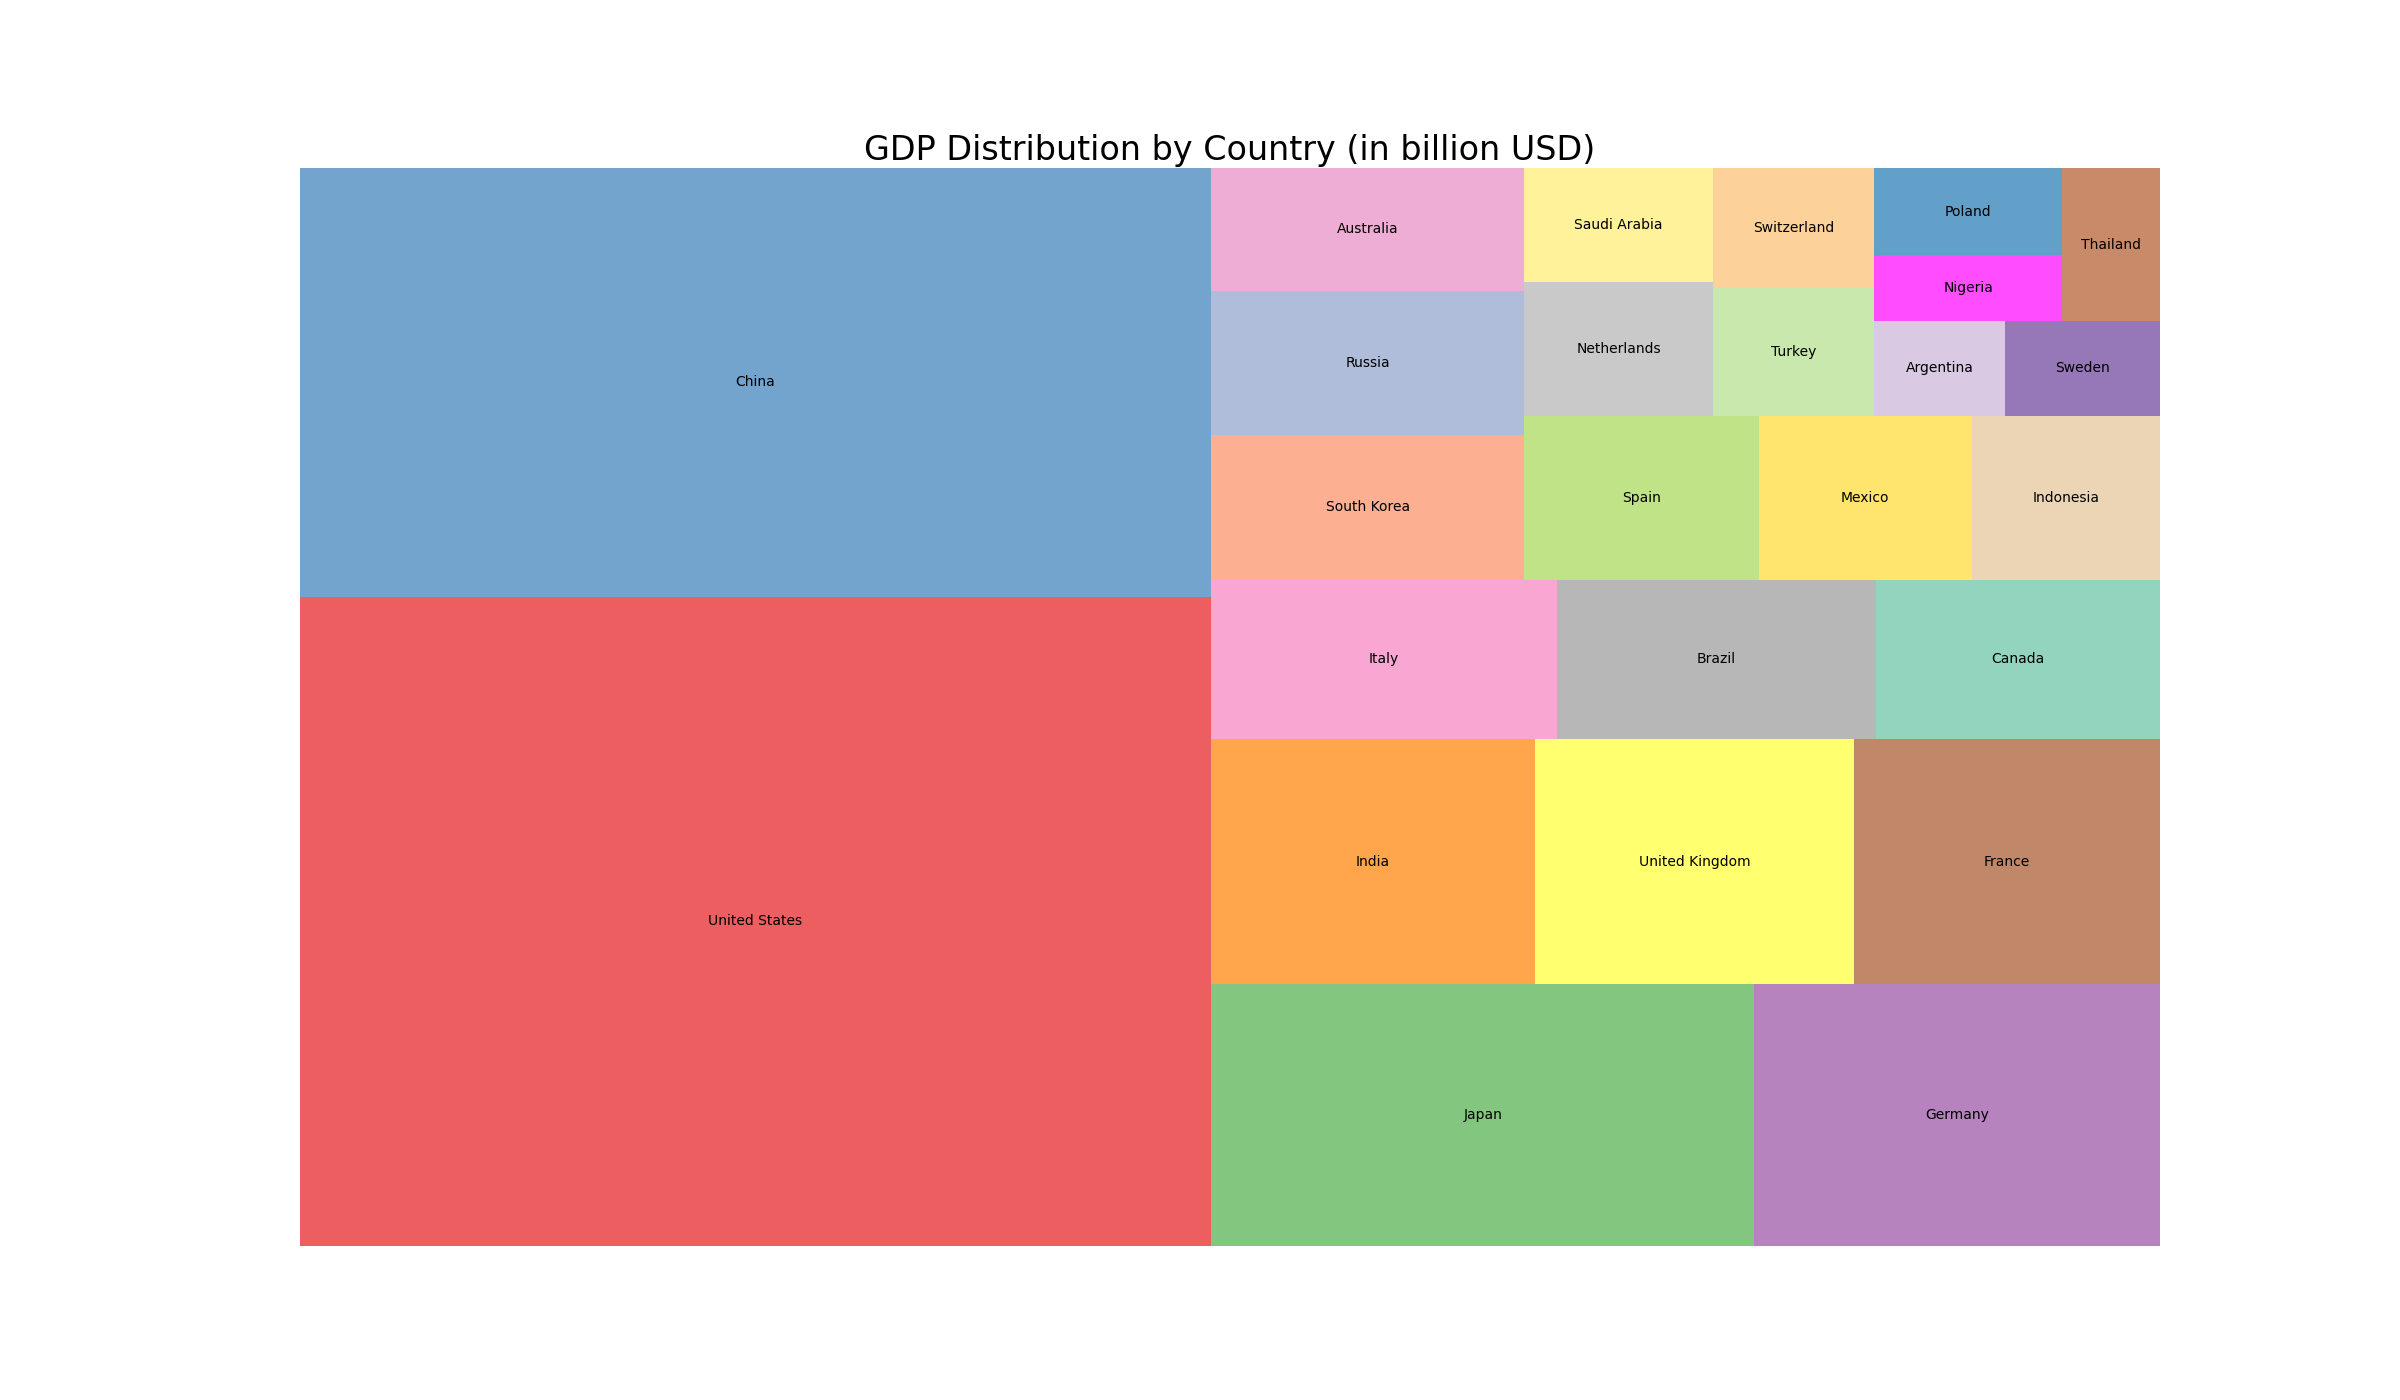 GDP Distribution by Country (in billion USD)
China
United States
Australia
Russia
South Korea
Saudi Arabia
Netherlands
Switzerland
Turkey
Poland
Nigeria
Thailand
Argentina
Sweden
Spain
Mexico
Indonesia
Italy
Brazil
Canada
India
United Kingdom
France
Japan
Germany